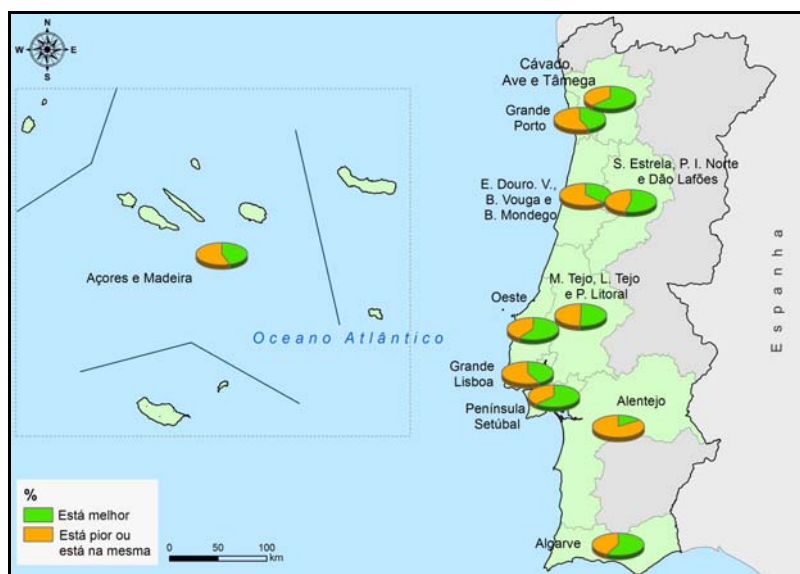 N
W E
S
Cávado,
Ave e Tâmega
Grande
Porto
S. Estrela, P. I. Norte
e Dão Lafões
E. Douro. V.,
B. Vouga e
B. Mondego
Açores e Madeira
M. Tejo, L. Tejo
e P. Litoral
Oeste
Oceano Atlântico
Espanha
Grande
Lisboa
Península
Setúbal
Alentejo
Algarve
%
Está melhor
Está pior ou
está na mesma
0 50 100
km